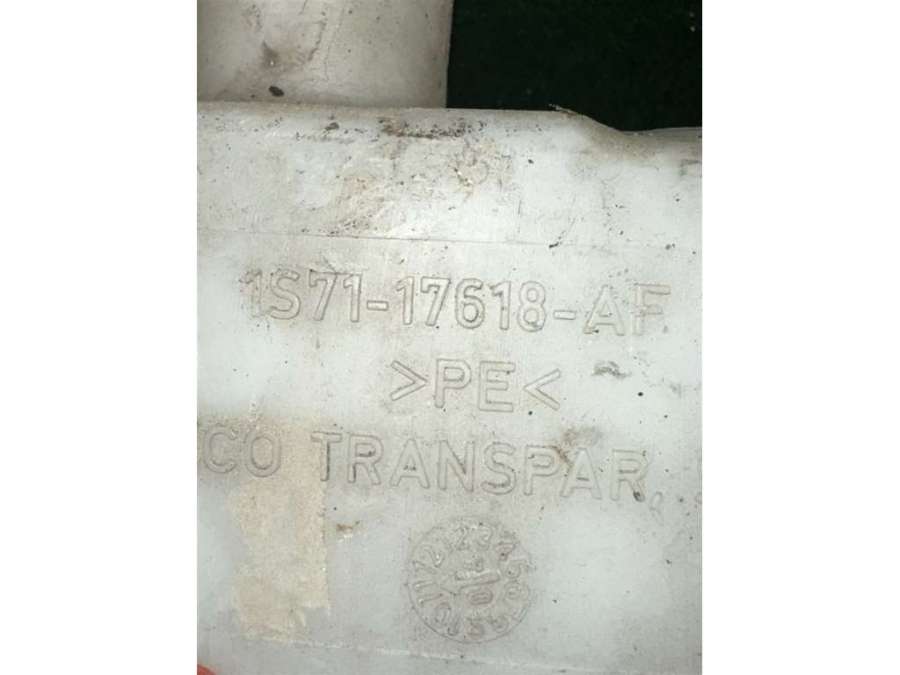 1S71-17618-AF
>PE<
CO TRANSPAR.